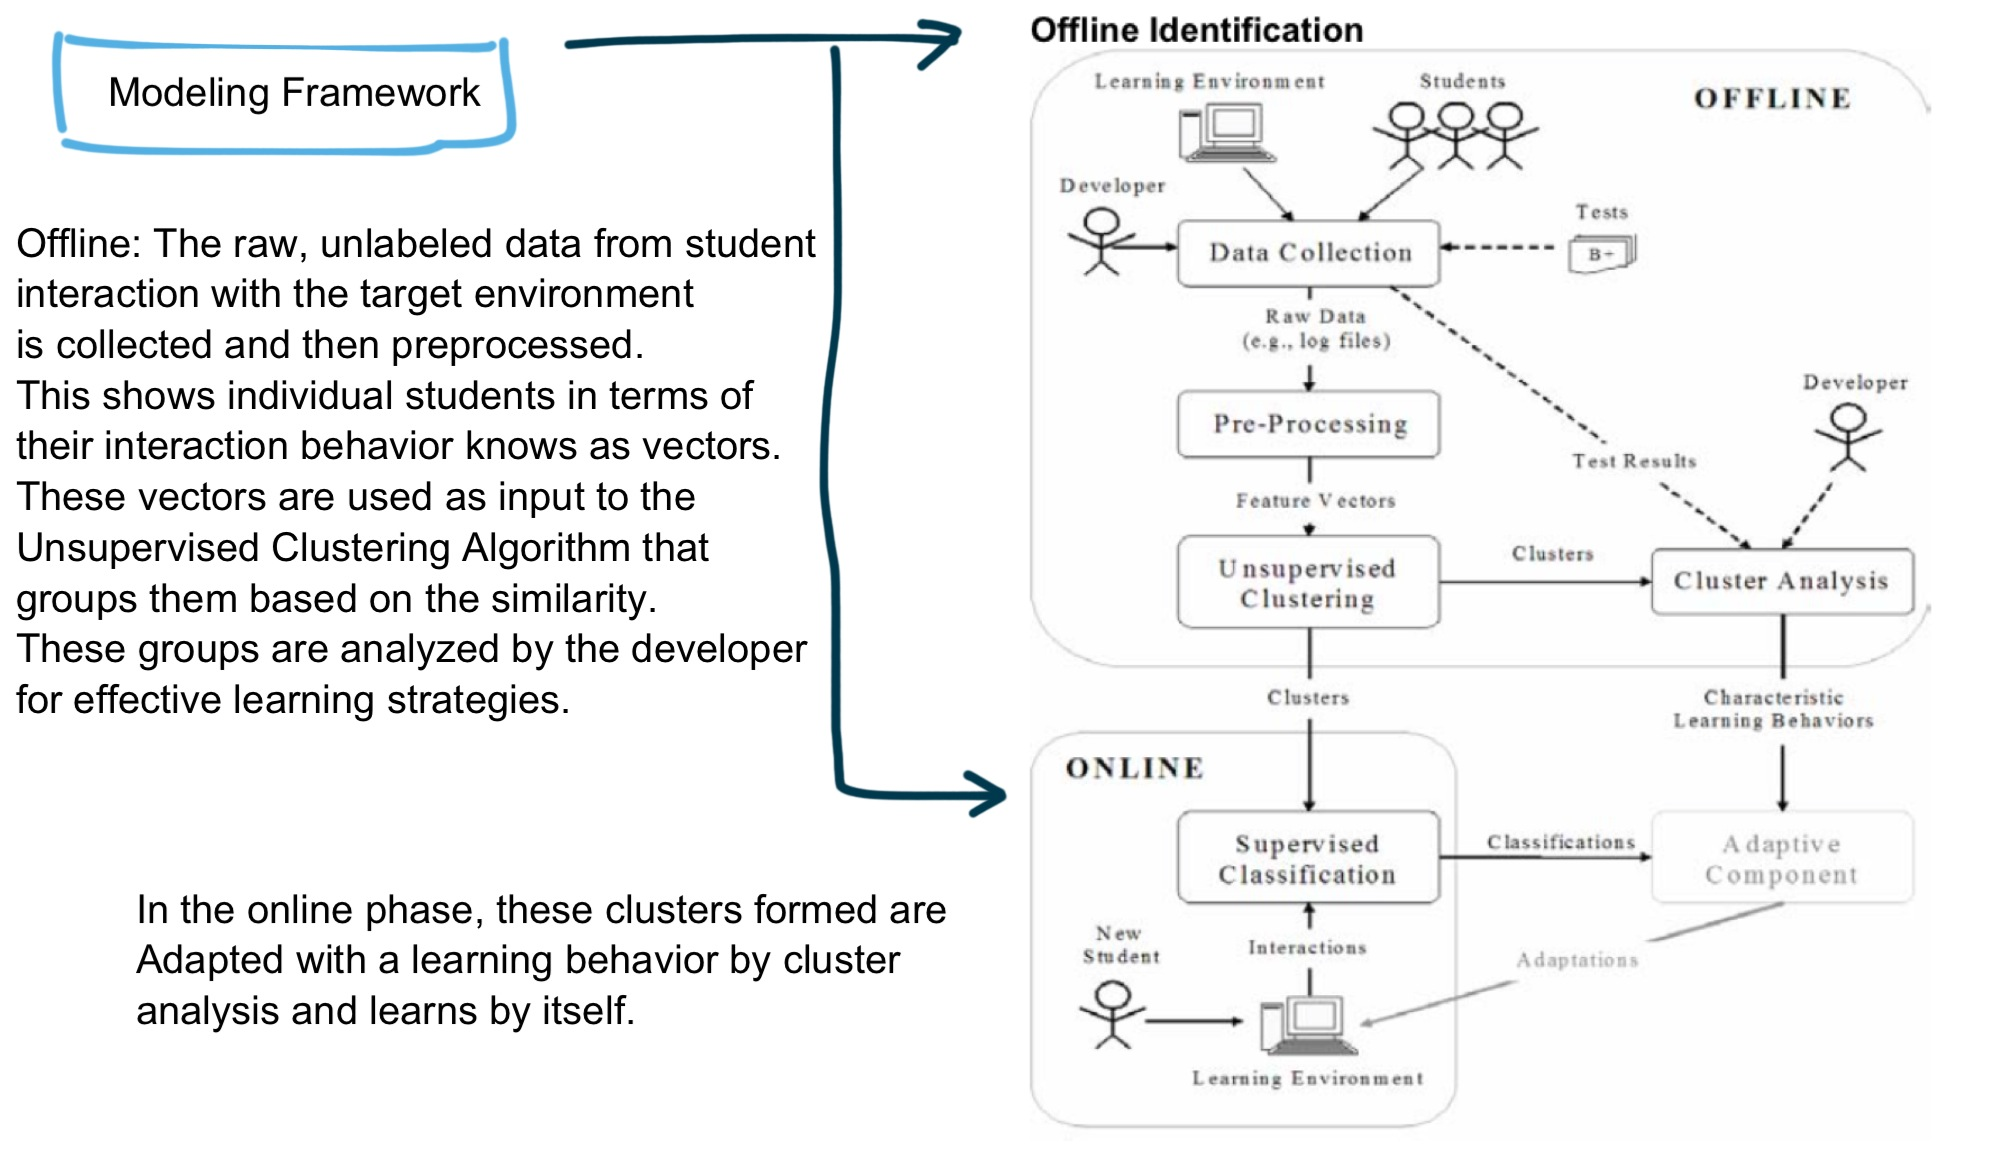 Modeling Framework
Offline: The raw, unlabeled data from student
interaction with the target environment
is collected and then preprocessed.
This shows individual students in terms of
their interaction behavior knows as vectors.
These vectors are used as input to the
Unsupervised Clustering Algorithm that
groups them based on the similarity.
These groups are analyzed by the developer
for effective learning strategies.
In the online phase, these clusters formed are
Adapted with a learning behavior by cluster
analysis and learns by itself.
Offline Identification
Learning Environment
Students
OFFLINE
Developer
Tests
B+
Data Collection
Raw Data
(e.g., log files)
Developer
Pre-Processing
Test Results
Feature Vectors
Clusters
Unsupervised
Clustering
Cluster Analysis
Clusters
Characteristic
Learning Behaviors
ONLINE
Supervised
Classification
Classifications
Adaptive
Component
New
Student
Interactions
Adaptations
Learning Environment